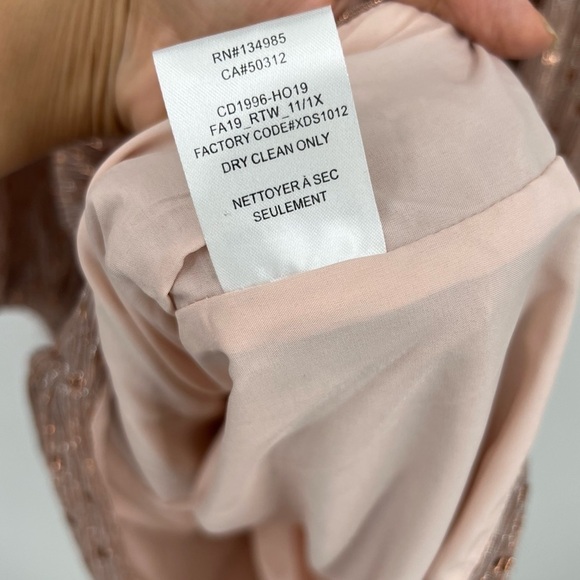 RN#134985
CA#50312
CD1996-HO19
FA19_RTW_11/1X
FACTORY CODE#XDS1012
DRY CLEAN ONLY
NETTOYER À SEC
SEULEMENT